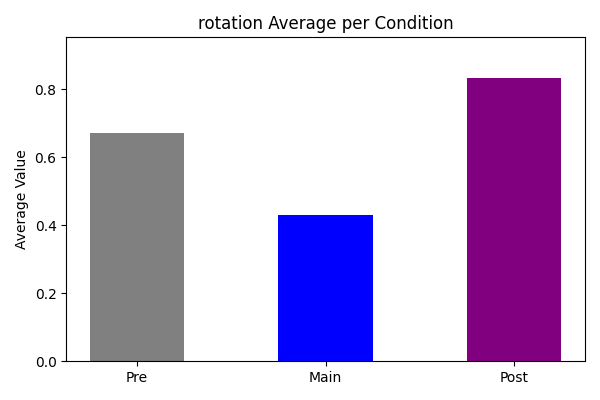 rotation Average per Condition
Average Value
0.8
0.6
0.4
0.2
0.0
Pre
Main
Post